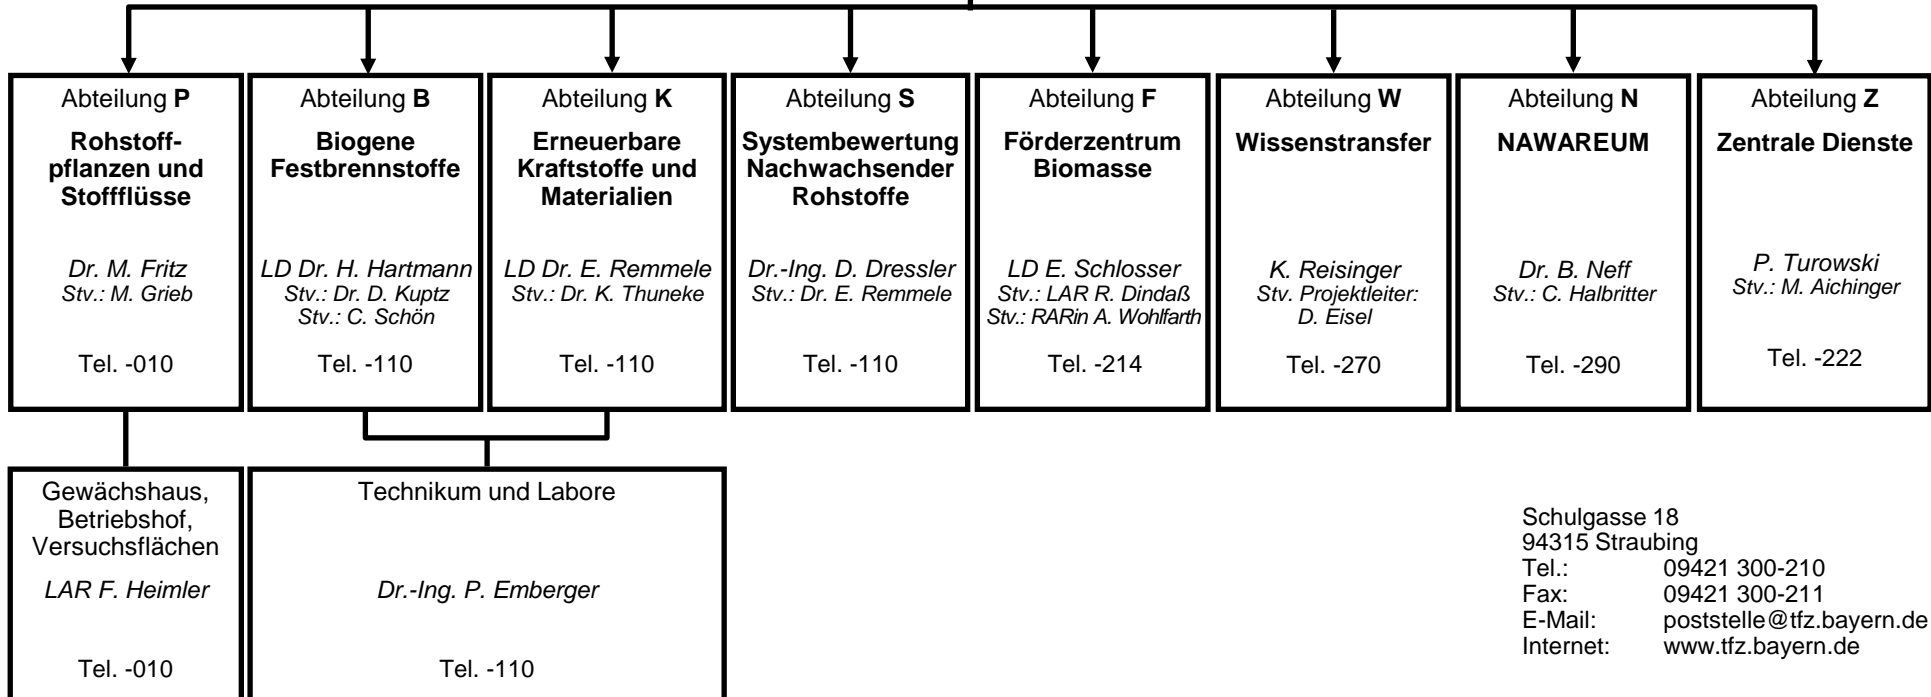 Abteilung P
Rohstoff-
pflanzen und
Stoffflüsse
Dr. M. Fritz
Stv.: M. Grieb
Tel. -010
Abteilung B
Biogene
Festbrennstoffe
LD Dr. H. Hartmann
Stv.: Dr. D. Kuptz
Stv.: C. Schön
Tel. -110
Abteilung K
Erneuerbare
Kraftstoffe und
Materialien
LD Dr. E. Remmele
Stv.: Dr. K. Thuneke
Tel. -110
Abteilung S
Systembewertung
Nachwachsender
Rohstoffe
Dr.-Ing. D. Dressler
Stv.: Dr. E. Remmele
Tel. -110
Abteilung F
Förderzentrum
Biomasse
LD E. Schlosser
Stv.: LAR R. Dindaß
Stv.: RARin A. Wohlfarth
Tel. -214
Abteilung W
Wissenstransfer
K. Reisinger
Stv. Projektleiter:
D. Eisel
Tel. -270
Abteilung N
NAWAREUM
Dr. B. Neff
Stv.: C. Halbritter
Tel. -290
Abteilung Z
Zentrale Dienste
P. Turowski
Stv.: M. Aichinger
Tel. -222
Gewächshaus,
Betriebshof,
Versuchsflächen
LAR F. Heimler
Tel. -010
Technikum und Labore
Dr.-Ing. P. Emberger
Tel. -110
Schulgasse 18
94315 Straubing
Tel.: 09421 300-210
Fax: 09421 300-211
E-Mail: poststelle@tfz.bayern.de
Internet: www.tfz.bayern.de